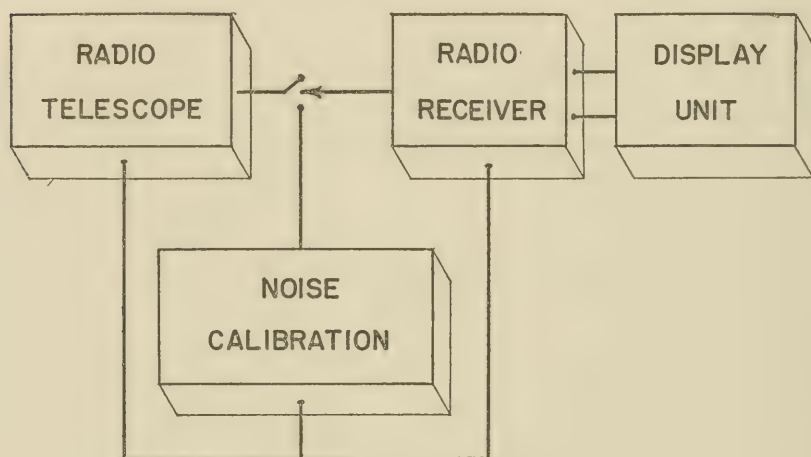 RADIO
TELESCOPE
RADIO
RECEIVER
DISPLAY
UNIT
NOISE
CALIBRATION